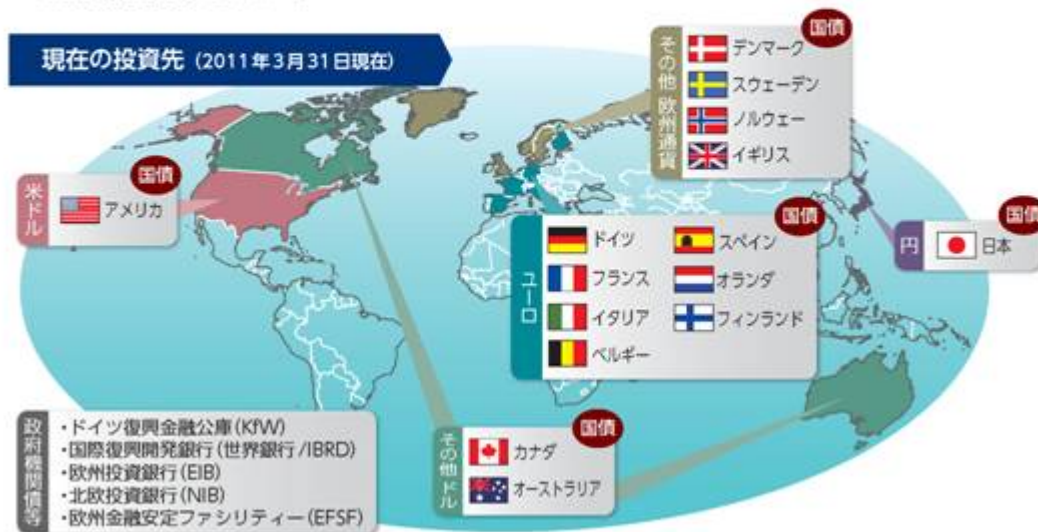 現在の投資先（2011年3月31日現在）
国債
米ドル
アメリカ
国債
その他 欧州通貨
デンマーク
スウェーデン
ノルウェー
イギリス
国債
ユーロ
ドイツ
スペイン
フランス
オランダ
イタリア
フィンランド
ベルギー
国債
円
日本
政府機関債等
・ドイツ復興金融公庫(KfW)
・国際復興開発銀行(世界銀行/IBRD)
・欧州投資銀行(EIB)
・北欧投資銀行(NIB)
・欧州金融安定ファシリティー(EFSF)
国債
その他ドル
カナダ
オーストラリア